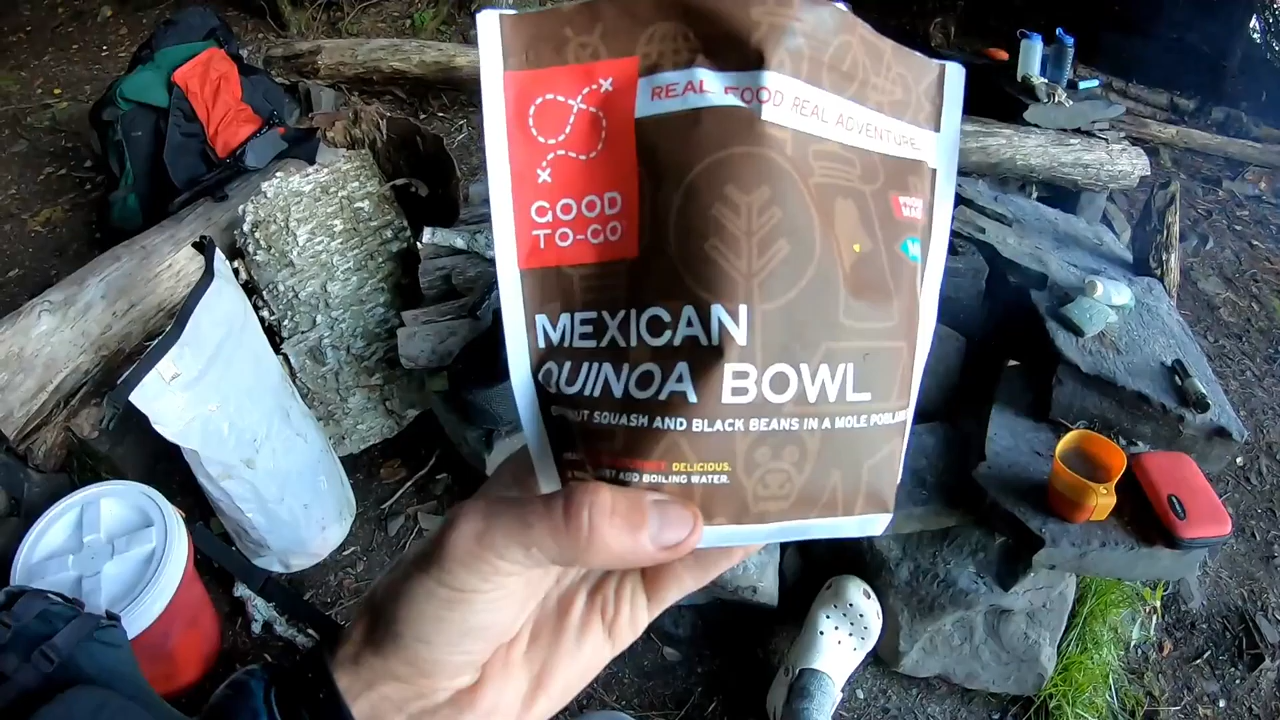 REAL FOOD REAL ADVENTURE.
GOOD
TO-GO
MEXICAN
QUINOA BOWL
SQUASH AND BLACK BEANS IN A MOLE
DELICIOUS.
ADD BOILING WATER.